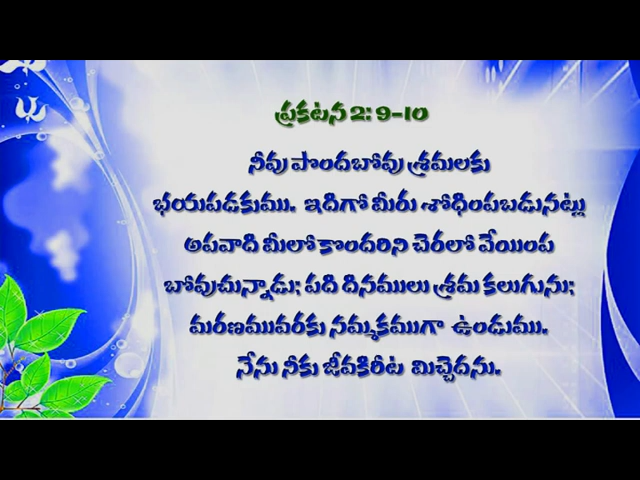 ప్రకటన 2: 9-10
నీవు పొందబోవు శ్రమలకు
భయపడకుము. ఇదిగో మీరు శోధింపబడునట్లు
అపవాది మీలో కొందరిని చెరలో వేయింప
బోవుచున్నాడు; పది దినములు శ్రమ కలుగును;
మరణమువరకు నమ్మకముగా ఉండుము.
నేను నీకు జీవకిరీట మిచ్చెదను.